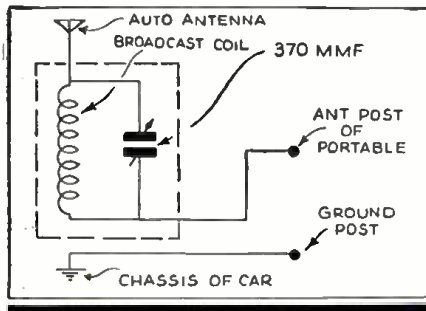 AUTO ANTENNA
BROADCAST COIL
370 MMF
ANT POST
OF
PORTABLE
GROUND
POST
CHASSIS OF CAR